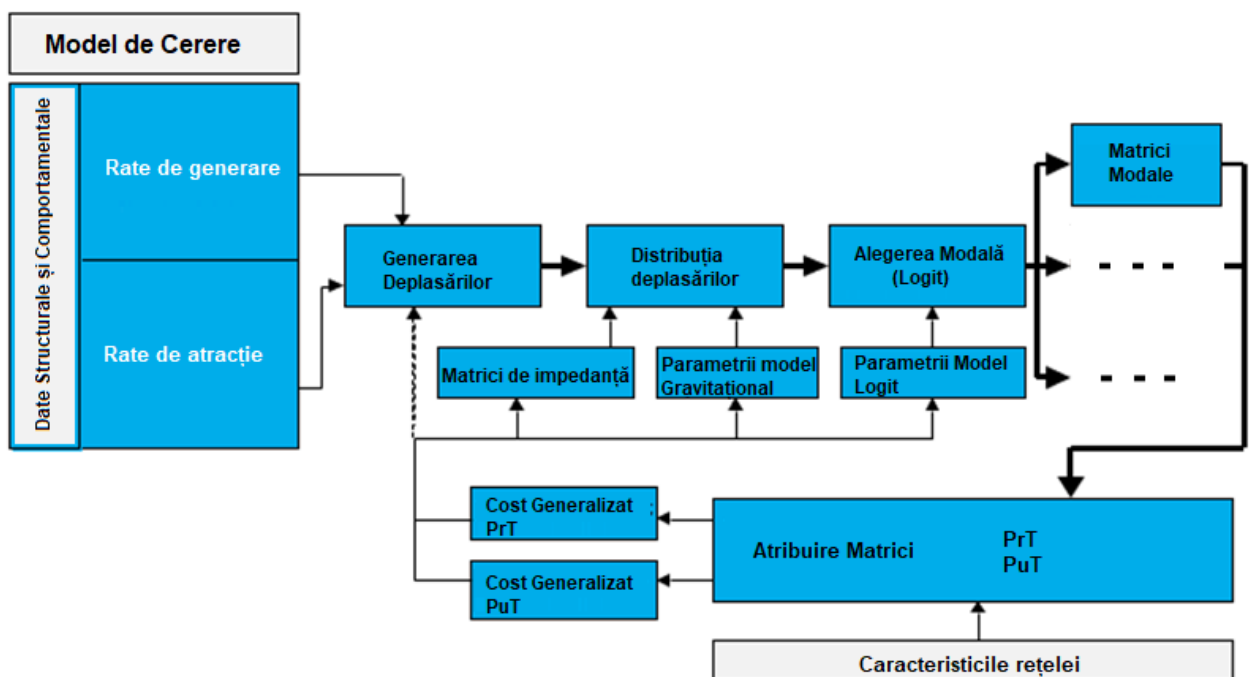 Model de Cerere
Date Structurale și Comportamentale
Rate de generare
Rate de atracție
Generarea
Deplasărilor
Distribuția
deplasărilor
Alegerea Modală
(Logit)
Matrici
Modale
Matrici de impedanță
Parametrii model
Gravitational
Parametrii Model
Logit
Cost Generalizat ;
PrT
Cost Generalizat
PuT
Atribuire Matrici
PrT
PuT
Caracteristicile rețelei